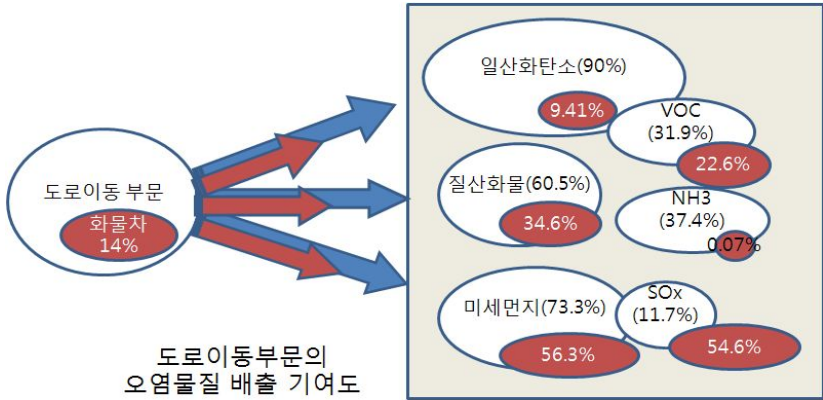 도로이동 부문
화물차
14%
도로이동부문의
오염물질 배출 기여도
일산화탄소(90%)
9.41%
VOC
(31.9%)
22.6%
질산화물(60.5%)
34.6%
NH3
(37.4%)
0.07%
미세먼지(73.3%)
56.3%
SOx
(11.7%)
54.6%